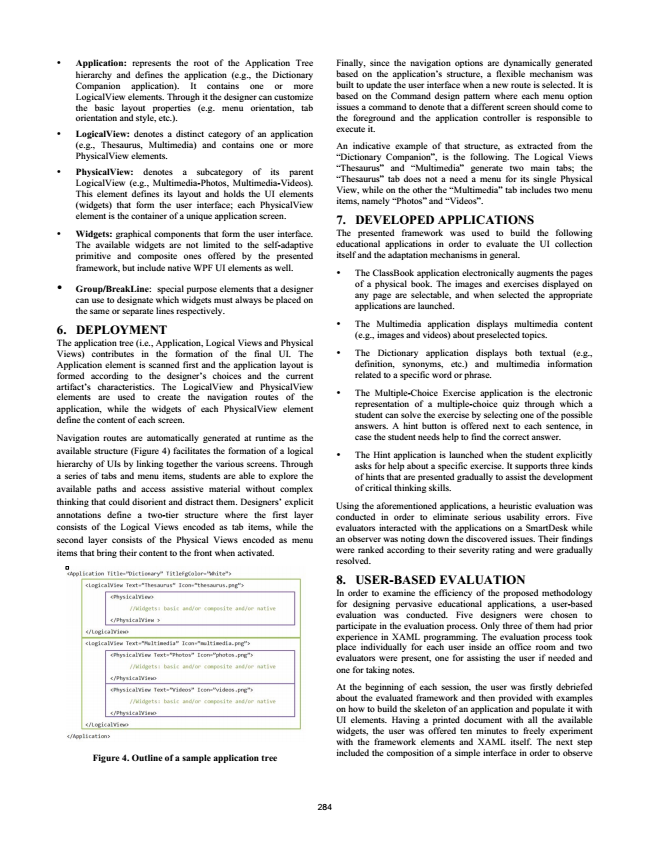 • Application: represents the root of the Application Tree
hierarchy and defines the application (e.g., the Dictionary
Companion application). It contains one or more
LogicalView elements. Through it the designer can customize
the basic layout properties (e.g. menu orientation, tab
orientation and style, etc.).
• LogicalView: denotes a distinct category of an application
(e.g., Thesaurus, Multimedia) and contains one or more
PhysicalView elements.
• PhysicalView: denotes a subcategory of its parent
LogicalView (e.g., Multimedia-Photos, Multimedia-Videos).
This element defines its layout and holds the UI elements
(widgets) that form the user interface; each PhysicalView
element is the container of a unique application screen.
• Widgets: graphical components that form the user interface.
The available widgets are not limited to the self-adaptive
primitive and composite ones offered by the presented
framework, but include native WPF UI elements as well.
• Group/BreakLine: special purpose elements that a designer
can use to designate which widgets must always be placed on
the same or separate lines respectively.
6. DEPLOYMENT
The application tree (i.e., Application, Logical Views and Physical
Views) contributes in the formation of the final UI. The
Application element is scanned first and the application layout is
formed according to the designer's choices and the current
artifact's characteristics. The LogicalView and PhysicalView
elements are used to create the navigation routes of the
application, while the widgets of each PhysicalView element
define the content of each screen.
Navigation routes are automatically generated at runtime as the
available structure (Figure 4) facilitates the formation of a logical
hierarchy of UIs by linking together the various screens. Through
a series of tabs and menu items, students are able to explore the
available paths and access assistive material without complex
thinking that could disorient and distract them. Designers' explicit
annotations define a two-tier structure where the first layer
consists of the Logical Views encoded as tab items, while the
second layer consists of the Physical Views encoded as menu
items that bring their content to the front when activated.
<Application Title="Dictionary" TitleFgColor="White">
<LogicalView Text="Thesaurus" Icon="thesaurus.png">
<PhysicalView>
//Widgets: basic and/or composite and/or native
</PhysicalView >
</LogicalView>
<LogicalView Text="Multimedia" Icon="multimedia.png">
<PhysicalView Text="Photos" Icon="photos.png">
//Widgets: basic and/or composite and/or native
</PhysicalView>
<PhysicalView Text="Videos" Icon="videos.png">
//Widgets: basic and/or composite and/or native
</PhysicalView>
</LogicalView>
</Application>
Figure 4. Outline of a sample application tree
Finally, since the navigation options are dynamically generated
based on the application's structure, a flexible mechanism was
built to update the user interface when a new route is selected. It is
based on the Command design pattern where each menu option
issues a command to denote that a different screen should come to
the foreground and the application controller is responsible to
execute it.
An indicative example of that structure, as extracted from the
"Dictionary Companion", is the following. The Logical Views
"Thesaurus" and "Multimedia" generate two main tabs; the
"Thesaurus" tab does not a need a menu for its single Physical
View, while on the other the "Multimedia" tab includes two menu
items, namely "Photos" and "Videos".
7. DEVELOPED APPLICATIONS
The presented framework was used to build the following
educational applications in order to evaluate the UI collection
itself and the adaptation mechanisms in general.
• The ClassBook application electronically augments the pages
of a physical book. The images and exercises displayed on
any page are selectable, and when selected the appropriate
applications are launched.
• The Multimedia application displays multimedia content
(e.g., images and videos) about preselected topics.
• The Dictionary application displays both textual (e.g.,
definition, synonyms, etc.) and multimedia information
related to a specific word or phrase.
• The Multiple-Choice Exercise application is the electronic
representation of a multiple-choice quiz through which a
student can solve the exercise by selecting one of the possible
answers. A hint button is offered next to each sentence, in
case the student needs help to find the correct answer.
• The Hint application is launched when the student explicitly
asks for help about a specific exercise. It supports three kinds
of hints that are presented gradually to assist the development
of critical thinking skills.
Using the aforementioned applications, a heuristic evaluation was
conducted in order to eliminate serious usability errors. Five
evaluators interacted with the applications on a SmartDesk while
an observer was noting down the discovered issues. Their findings
were ranked according to their severity rating and were gradually
resolved.
8. USER-BASED EVALUATION
In order to examine the efficiency of the proposed methodology
for designing pervasive educational applications, a user-based
evaluation was conducted. Five designers were chosen to
participate in the evaluation process. Only three of them had prior
experience in XAML programming. The evaluation process took
place individually for each user inside an office room and two
evaluators were present, one for assisting the user if needed and
one for taking notes.
At the beginning of each session, the user was firstly debriefed
about the evaluated framework and then provided with examples
on how to build the skeleton of an application and populate it with
UI elements. Having a printed document with all the available
widgets, the user was offered ten minutes to freely experiment
with the framework elements and XAML itself. The next step
included the composition of a simple interface in order to observe
284